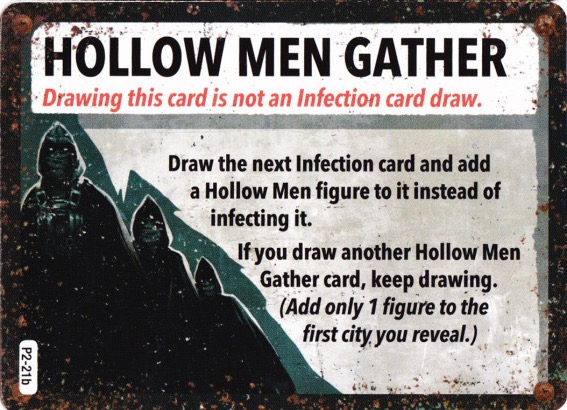 HOLLOW MEN GATHER
Drawing this card is not an Infection card draw.
Draw the next Infection card and add
a Hollow Men figure to it instead of
infecting it.
If you draw another Hollow Men
Gather card, keep drawing.
(Add only 1 figure to the
first city you reveal.)
P2-21b